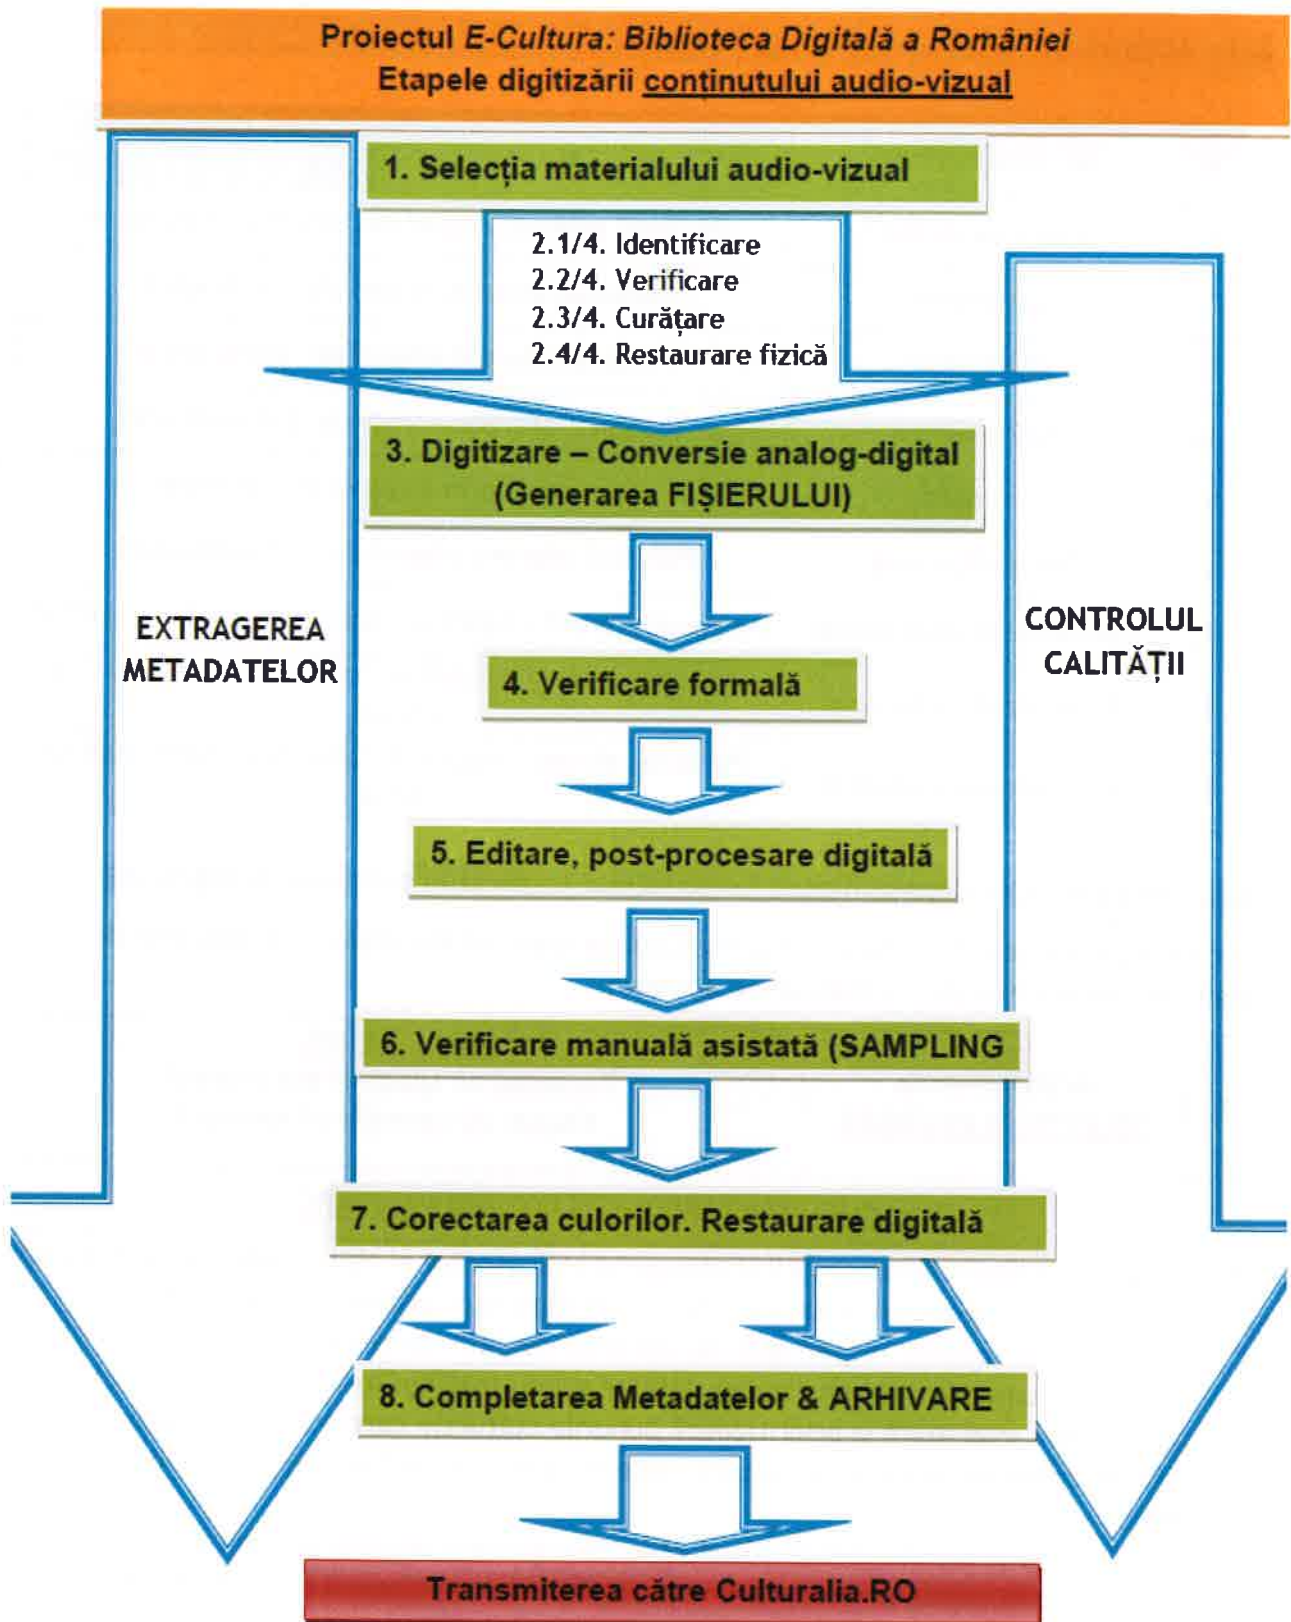 Proiectul E-Cultura: Biblioteca Digitală a României
Etapele digitizării conținutului audio-vizual
1. Selecția materialului audio-vizual
2.1/4. Identificare
2.2/4. Verificare
2.3/4. Curățare
2.4/4. Restaurare fizică
3. Digitizare – Conversie analog-digital
(Generarea FIȘIERULUI)
EXTRAGEREA
METADATELOR
CONTROLUL
CALITĂȚII
4. Verificare formală
5. Editare, post-procesare digitală
6. Verificare manuală asistată (SAMPLING
7. Corectarea culorilor. Restaurare digitală
8. Completarea Metadatelor & ARHIVARE
Transmiterea către Culturalia.RO